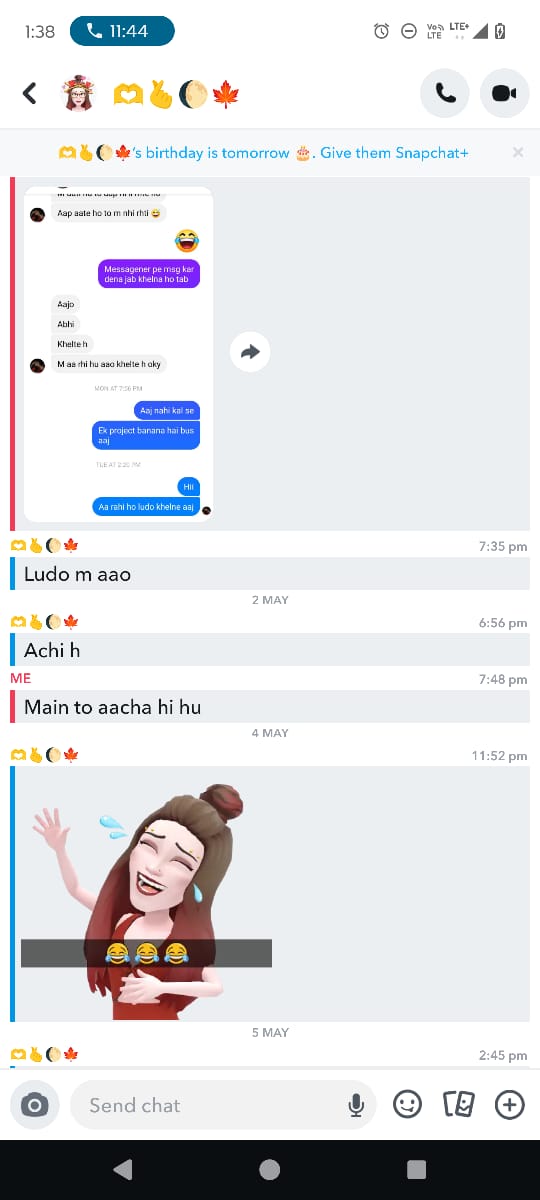 1:38
11:44
Vo))
LTE
LTE+
's birthday is tomorrow 🎂. Give them Snapchat+
Aap aate ho to m nhi rhti 😅
😂
Messagener pe msg kar
dena jab khelna ho tab
Aajo
Abhi
Khelte h
M aa rhi hu aao khelte h oky
MON AT 7:56 PM
Aaj nahi kal se
Ek project banana hai bus
aaj
TUE AT 2:20 PM
Hii
Aa rahi ho ludo khelne aaj
7:35 pm
Ludo m aao
2 MAY
6:56 pm
Achi h
ME
7:48 pm
Main to aacha hi hu
4 MAY
11:52 pm
😂😂😂
5 MAY
2:45 pm
Send chat